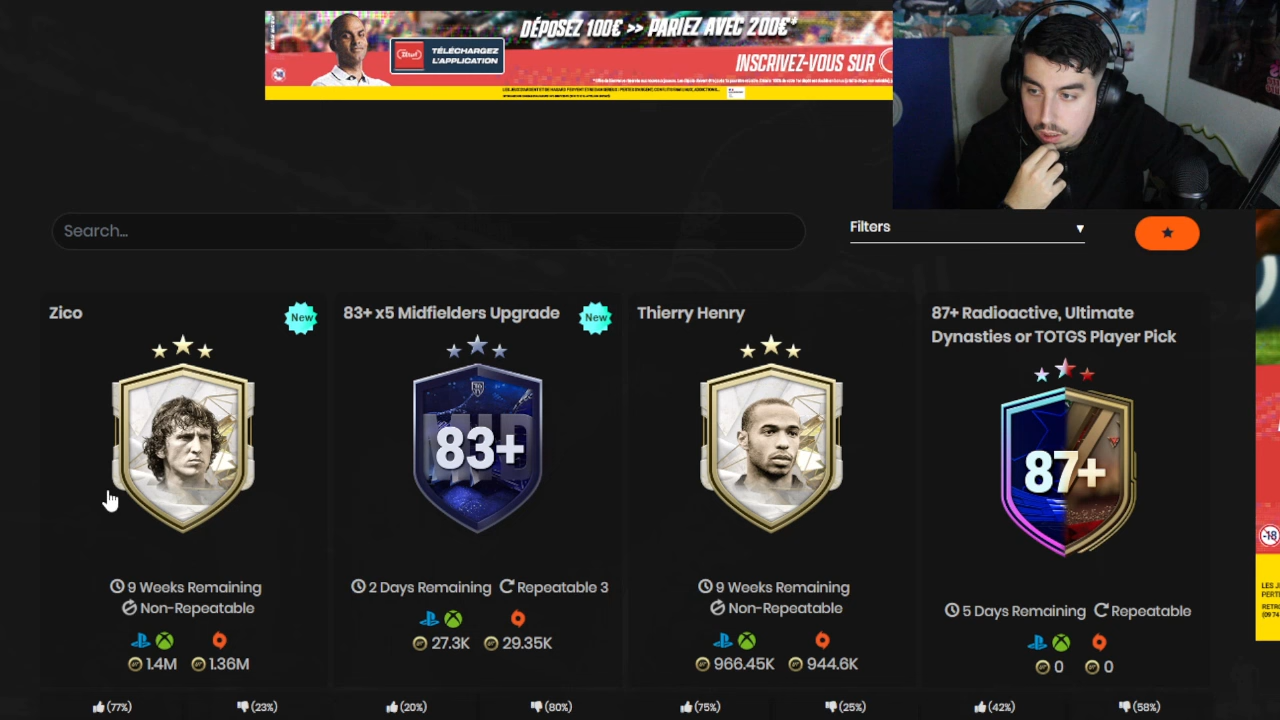 DÉPOSEZ 100€ >> PARIEZ AVEC 200€*
TÉLÉCHARGEZ
L'APPLICATION
INSCRIVEZ-VOUS SUR
Search...
Filters
Zico
New
83+ x5 Midfielders Upgrade
New
Thierry Henry
87+ Radioactive, Ultimate
Dynasties or TOTGS Player Pick
MID
83+
87+
9 Weeks Remaining
Non-Repeatable
1.4M 1.36M
2 Days Remaining Repeatable 3
27.3K 29.35K
9 Weeks Remaining
Non-Repeatable
966.45K 944.6K
5 Days Remaining Repeatable
0 0
(77%) (23%)
(20%) (80%)
(75%) (25%)
(42%) (58%)
-18